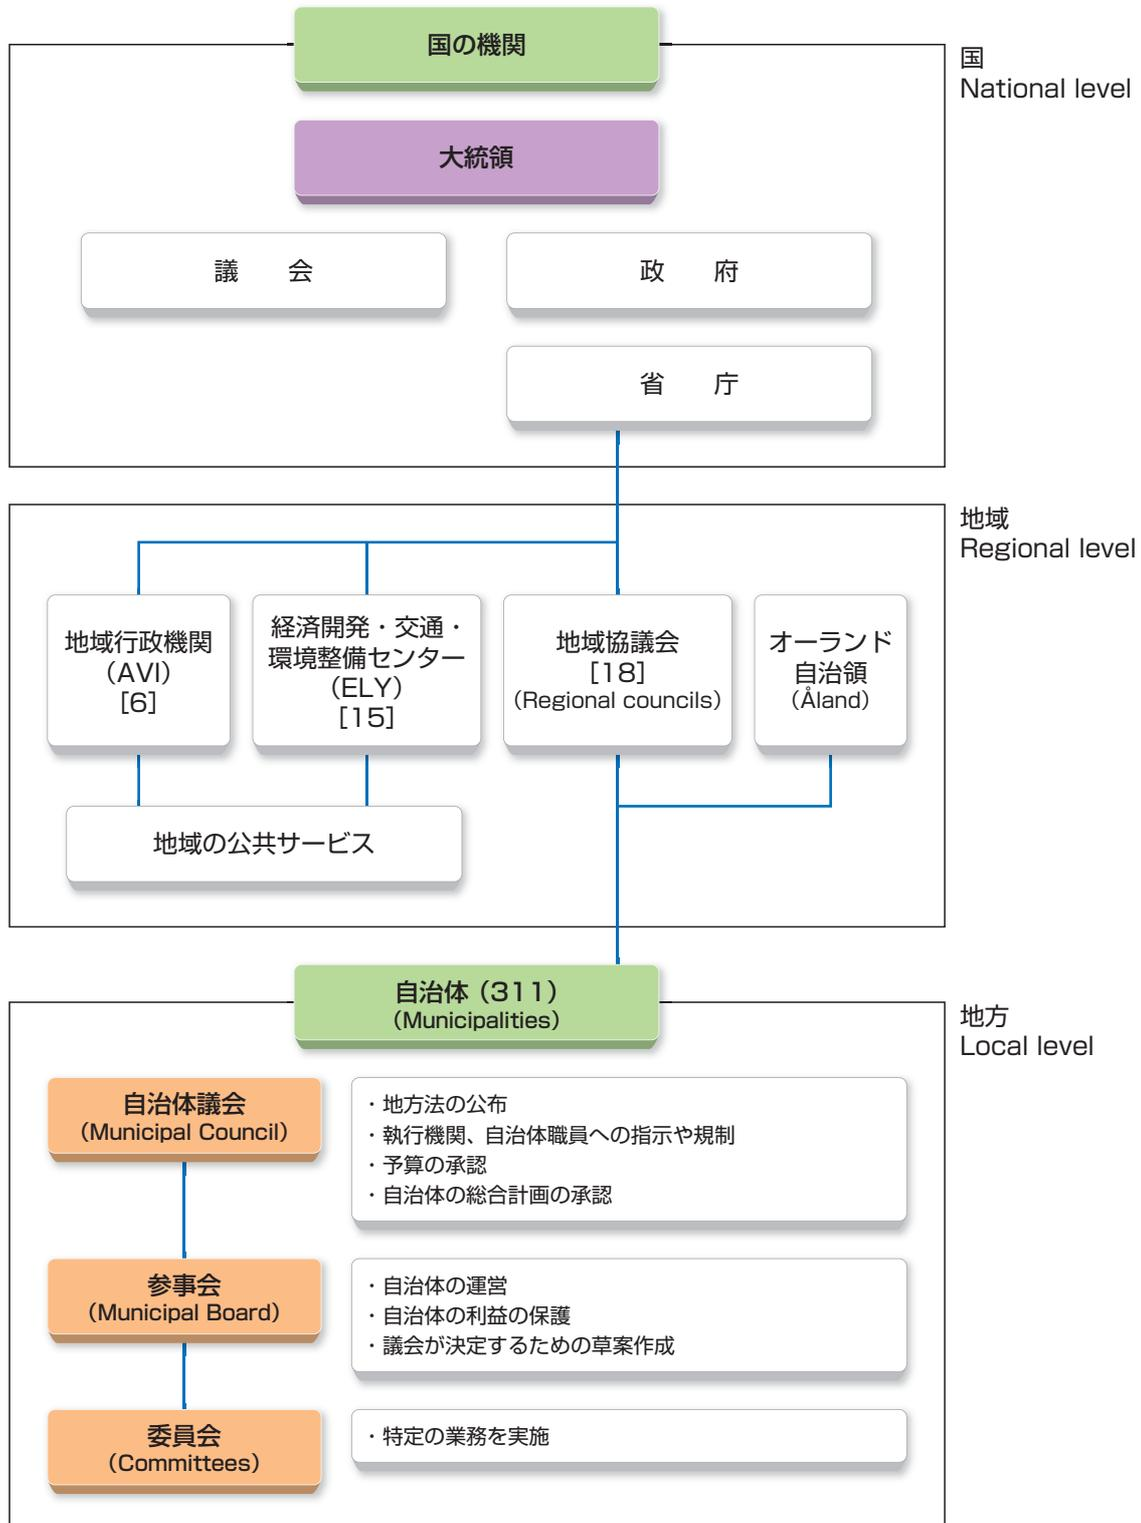 国の機関
国
National level
大統領
議　会
政　府
省　庁
地域
Regional level
地域行政機関
（AVI）
[6]
経済開発・交通・
環境整備センター
（ELY）
[15]
地域協議会
[18]
（Regional councils）
オーランド
自治領
（Åland）
地域の公共サービス
自治体（311）
（Municipalities）
地方
Local level
自治体議会
（Municipal Council）
・地方法の公布
・執行機関、自治体職員への指示や規制
・予算の承認
・自治体の総合計画の承認
参事会
（Municipal Board）
・自治体の運営
・自治体の利益の保護
・議会が決定するための草案作成
委員会
（Committees）
・特定の業務を実施